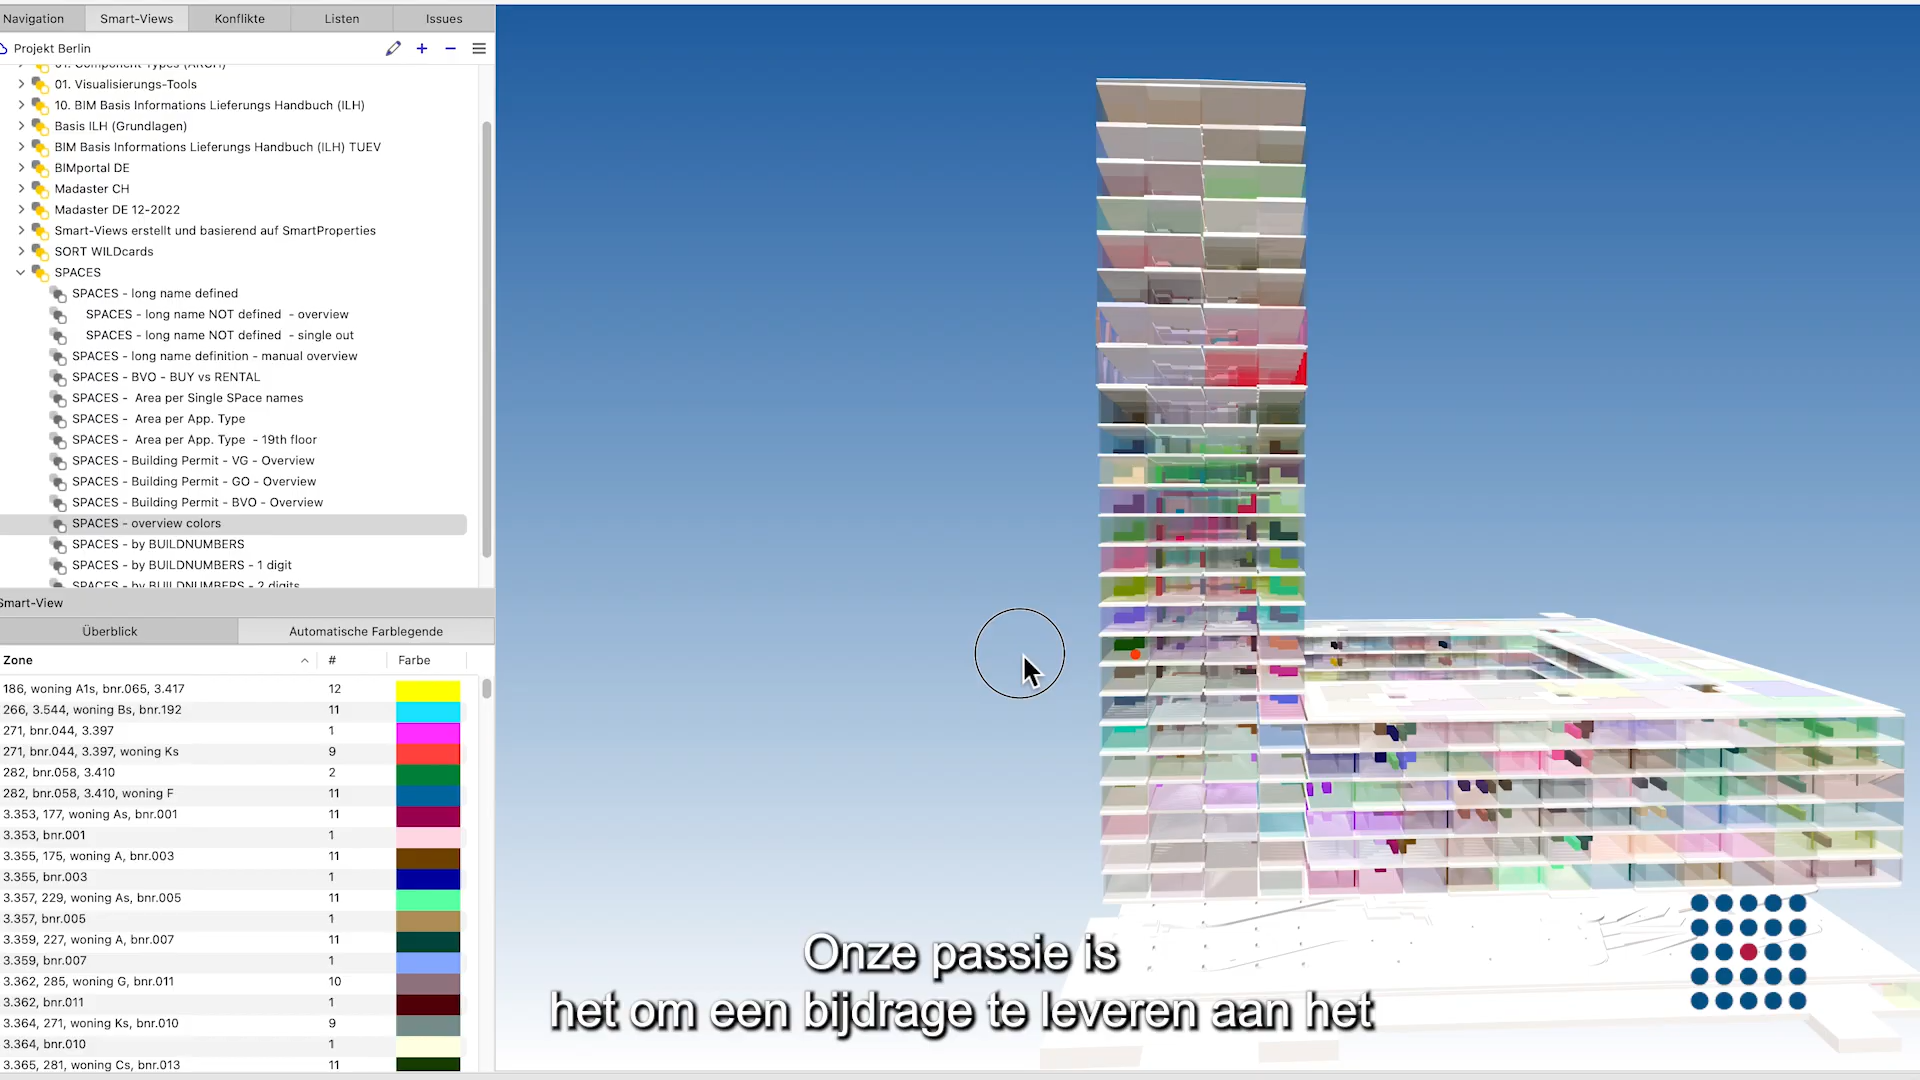 Navigation
Smart-Views
Konflikte
Listen
Issues
Projekt Berlin
01. Component Types (ARCH)
01. Visualisierungs-Tools
10. BIM Basis Informations Lieferungs Handbuch (ILH)
Basis ILH (Grundlagen)
BIM Basis Informations Lieferungs Handbuch (ILH) TUEV
BIMportal DE
Madaster CH
Madaster DE 12-2022
Smart-Views erstellt und basierend auf SmartProperties
SORT WILDcards
SPACES
SPACES - long name defined
SPACES - long name NOT defined - overview
SPACES - long name NOT defined - single out
SPACES - long name definition - manual overview
SPACES - BVO - BUY vs RENTAL
SPACES - Area per Single SPace names
SPACES - Area per App. Type
SPACES - Area per App. Type - 19th floor
SPACES - Building Permit - VG - Overview
SPACES - Building Permit - GO - Overview
SPACES - Building Permit - BVO - Overview
SPACES - overview colors
SPACES - by BUILDNUMBERS
SPACES - by BUILDNUMBERS - 1 digit
SPACES - by BUILDNUMBERS - 2 digits
Smart-View
Überblick
Automatische Farblegende
Zone # Farbe
186, woning A1s, bnr.065, 3.417 12
266, 3.544, woning Bs, bnr.192 11
271, bnr.044, 3.397 1
271, bnr.044, 3.397, woning Ks 9
282, bnr.058, 3.410 2
282, bnr.058, 3.410, woning F 11
3.353, 177, woning As, bnr.001 11
3.353, bnr.001 1
3.355, 175, woning A, bnr.003 11
3.355, bnr.003 1
3.357, 229, woning As, bnr.005 11
3.357, bnr.005 1
3.359, 227, woning A, bnr.007 11
3.359, bnr.007 1
3.362, 285, woning G, bnr.011 10
3.362, bnr.011 1
3.364, 271, woning Ks, bnr.010 9
3.364, bnr.010 1
3.365, 281, woning Cs, bnr.013 11
Onze passie is
het om een bijdrage te leveren aan het